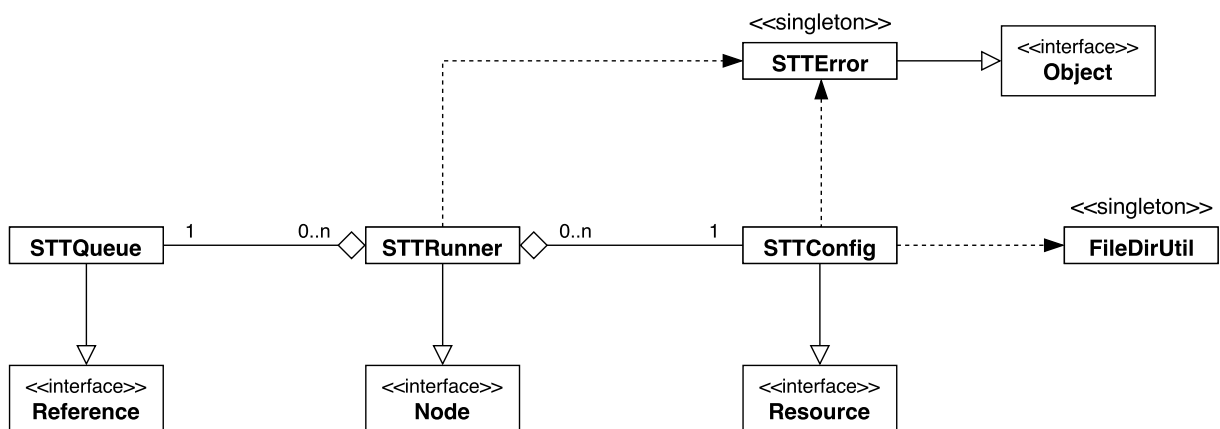 <<singleton>>
STTError
<<interface>>
Object
<<singleton>>
STTQueue
1
0..n
STTRunner
0..n
1
STTConfig
FileDirUtil
<<interface>>
Reference
<<interface>>
Node
<<interface>>
Resource